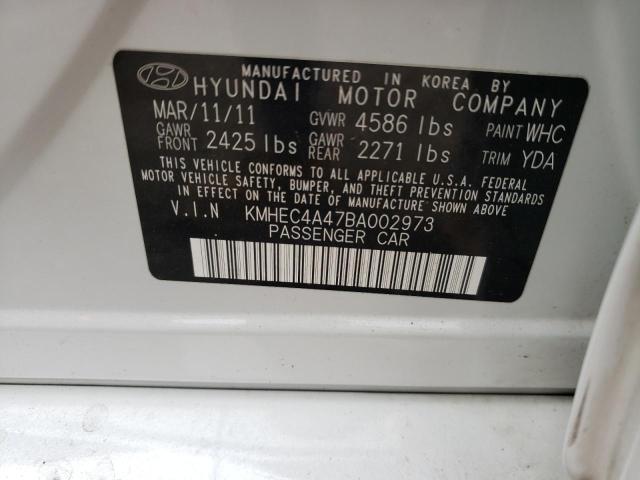 MANUFACTURED IN KOREA BY
HYUNDAI MOTOR COMPANY
MAR/11/11 GVWR 4586 lbs PAINT WHC
GAWR FRONT 2425 lbs GAWR REAR 2271 lbs TRIM YDA
THIS VEHICLE CONFORMS TO ALL APPLICABLE U.S.A. FEDERAL
MOTOR VEHICLE SAFETY, BUMPER, AND THEFT PREVENTION STANDARDS
IN EFFECT ON THE DATE OF MANUFACTURE SHOWN ABOVE
V.I.N KMHEC4A47BA002973
PASSENGER CAR